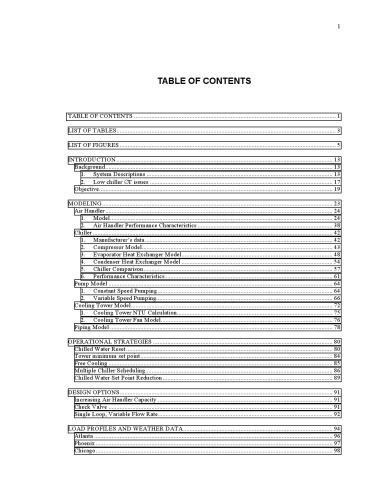 1
TABLE OF CONTENTS
TABLE OF CONTENTS 1
LIST OF TABLES 3
LIST OF FIGURES 5
INTRODUCTION 13
Background 13
1. System Descriptions 13
2. Low chiller ∅T issues 17
Objective 19
MODELING 23
Air Handler 24
1. Model 24
2. Air Handler Performance Characteristics 38
Chiller 42
1. Manufacturer's data 42
2. Compressor Model 43
3. Evaporator Heat Exchanger Model 48
4. Condenser Heat Exchanger Model 54
5. Chiller Comparison 57
6. Performance Characteristics 61
Pump Model 64
1. Constant Speed Pumping 64
2. Variable Speed Pumping 66
Cooling Tower Model 72
1. Cooling Tower NTU Calculation 75
2. Cooling Tower Fan Model 76
Piping Model 78
OPERATIONAL STRATEGIES 80
Chilled Water Reset 80
Tower minimum set point 84
Free Cooling 85
Multiple Chiller Scheduling 86
Chilled Water Set Point Reduction 89
DESIGN OPTIONS 91
Increasing Air Handler Capacity 91
Check Valve 91
Single Loop, Variable Flow Rate 92
LOAD PROFILES AND WEATHER DATA 94
Atlanta 96
Phoenix 97
Chicago 98